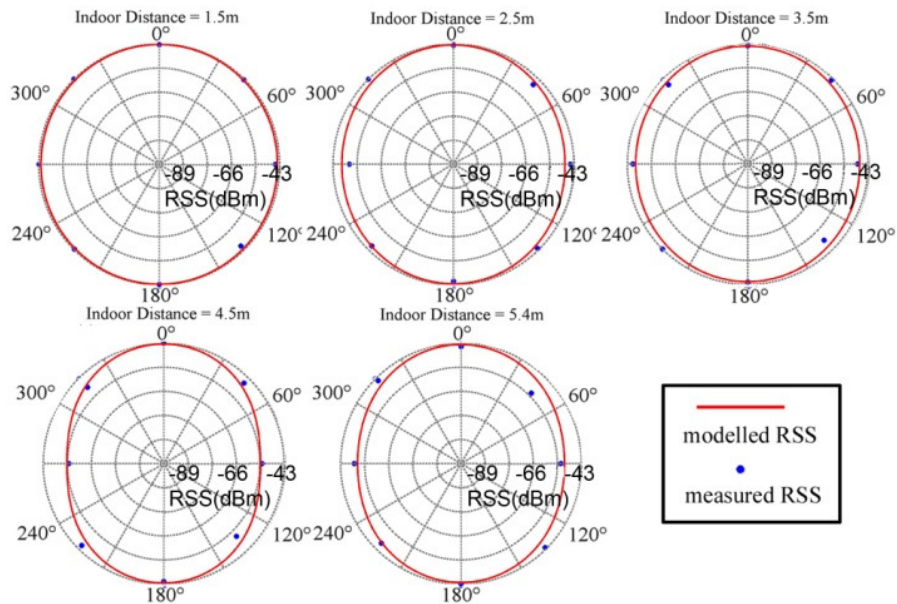 Indoor Distance = 1.5m
0°
300°
60°
-89 -66 -43
RSS(dBm)
240°
120°
180°
Indoor Distance = 2.5m
0°
300°
60°
-89 -66 -43
RSS(dBm)
240°
120°
180°
Indoor Distance = 3.5m
0°
300°
60°
-89 -66 -43
RSS(dBm)
240°
120°
180°
Indoor Distance = 4.5m
0°
300°
60°
-89 -66 -43
RSS(dBm)
240°
120°
180°
Indoor Distance = 5.4m
0°
300°
60°
-89 -66 -43
RSS(dBm)
240°
120°
180°
modelled RSS
measured RSS